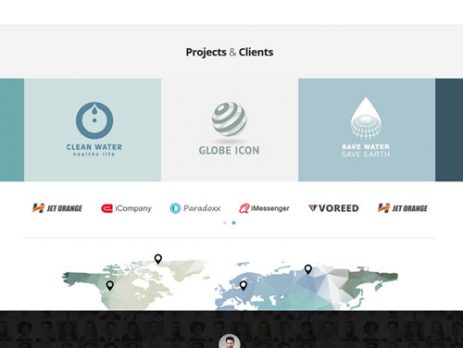 Projects & Clients
CLEAN WATER
healthy life
GLOBE ICON
SAVE WATER
SAVE EARTH
JET ORANGE
iCompany
Paradoxx
iMessenger
VOREED
JET ORANGE